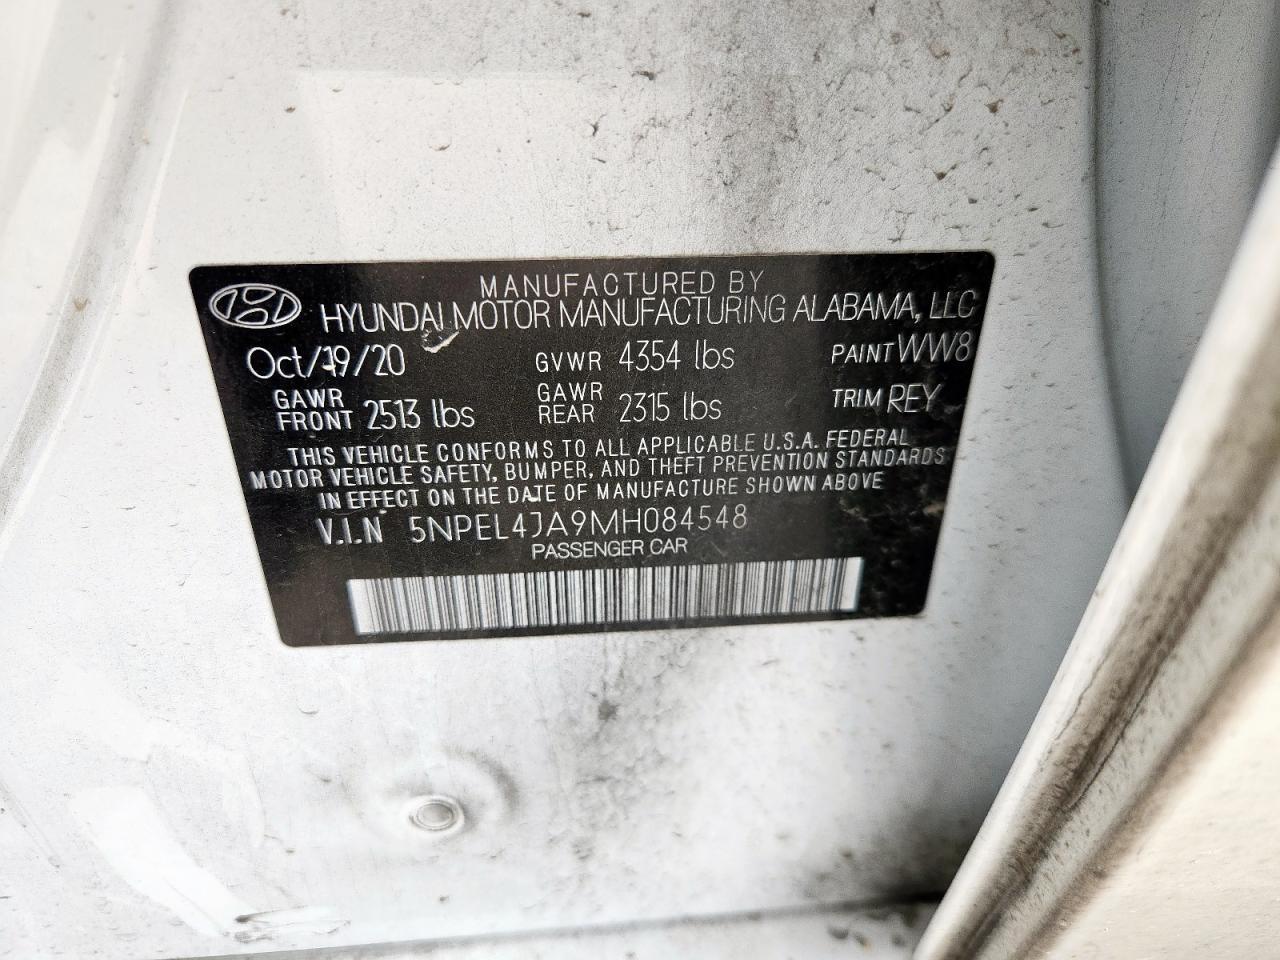 MANUFACTURED BY
HYUNDAI MOTOR MANUFACTURING ALABAMA, LLC
Oct/19/20 GVWR 4354 lbs PAINT WW8
GAWR FRONT 2513 lbs GAWR REAR 2315 lbs TRIM REY
THIS VEHICLE CONFORMS TO ALL APPLICABLE U.S.A. FEDERAL
MOTOR VEHICLE SAFETY, BUMPER, AND THEFT PREVENTION STANDARDS
IN EFFECT ON THE DATE OF MANUFACTURE SHOWN ABOVE
V.I.N 5NPEL4JA9MH084548
PASSENGER CAR